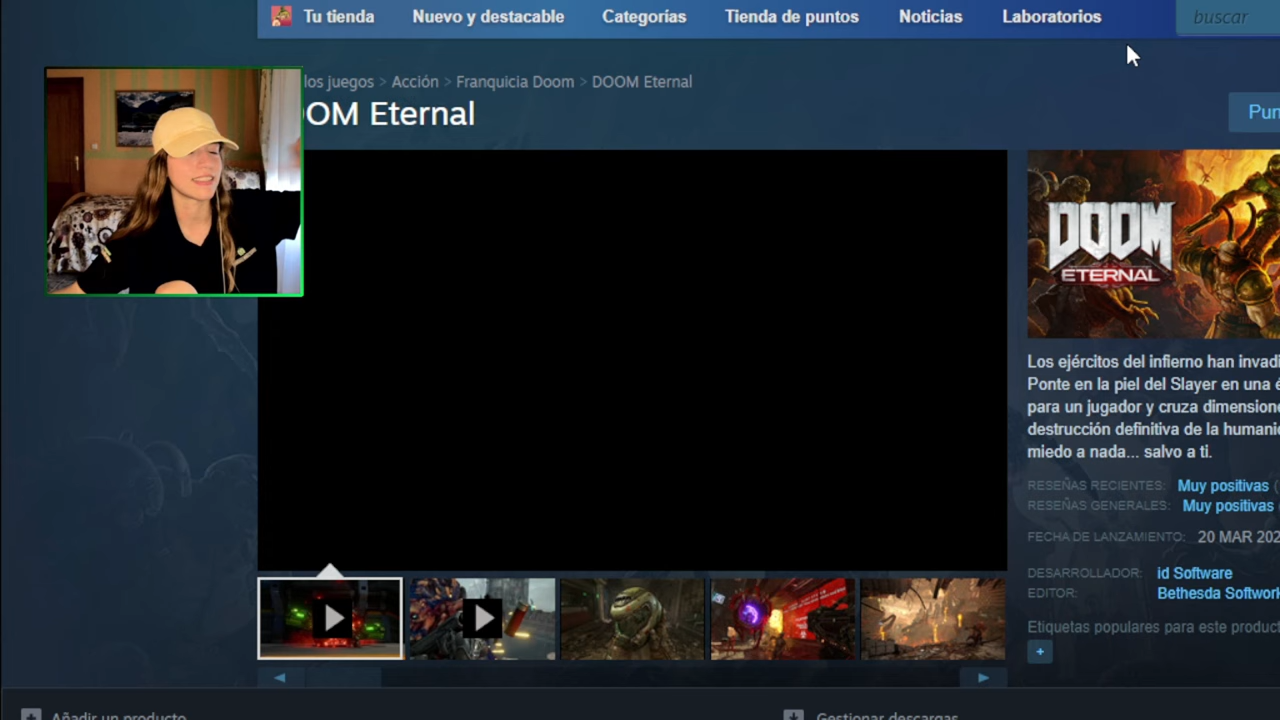 Tu tienda
Nuevo y destacable
Categorías
Tienda de puntos
Noticias
Laboratorios
buscar
los juegos > Acción > Franquicia Doom > DOOM Eternal
OOM Eternal
DOOM
ETERNAL
Los ejércitos del infierno han invadi
Ponte en la piel del Slayer en una é
para un jugador y cruza dimensione
destrucción definitiva de la humani
miedo a nada... salvo a ti.
RESEÑAS RECIENTES: Muy positivas (
RESEÑAS GENERALES: Muy positivas
FECHA DE LANZAMIENTO: 20 MAR 202
DESARROLLADOR: id Software
EDITOR: Bethesda Softwork
Etiquetas populares para este product
+
Añadir un producto
Gestionar descargas